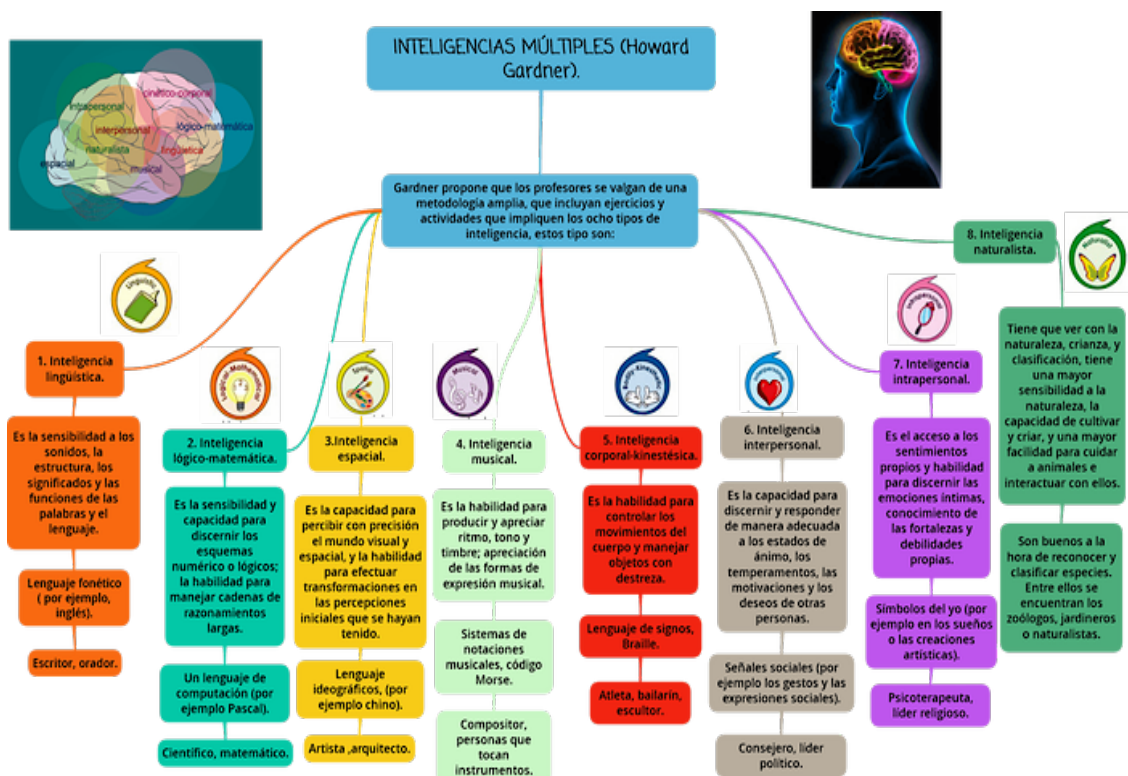 INTELIGENCIAS MÚLTIPLES (Howard
Gardner).
cinético-corporal
intrapersonal
interpersonal
lógico-matemática
naturalista
lingüística
espacial
musical
Gardner propone que los profesores se valgan de una
metodología amplia, que incluyan ejercicios y
actividades que impliquen los ocho tipos de
inteligencia, estos tipo son:
Linguistic
1. Inteligencia
lingüística.
Es la sensibilidad a los
sonidos, la
estructura, los
significados y las
funciones de las
palabras y el
lenguaje.
Lenguaje fonético
( por ejemplo,
inglés).
Escritor, orador.
Logical-Mathematical
2. Inteligencia
lógico-matemática.
Es la sensibilidad y
capacidad para
discernir los
esquemas
numérico o lógicos;
la habilidad para
manejar cadenas de
razonamientos
largas.
Un lenguaje de
computación (por
ejemplo Pascal).
Científico, matemático.
Spatial
3.Inteligencia
espacial.
Es la capacidad para
percibir con precisión
el mundo visual y
espacial, y la habilidad
para efectuar
transformaciones en
las percepciones
iniciales que se hayan
tenido.
Lenguaje
ideográficos, (por
ejemplo chino).
Artista ,arquitecto.
Musical
4. Inteligencia
musical.
Es la habilidad para
producir y apreciar
ritmo, tono y
timbre; apreciación
de las formas de
expresión musical.
Sistemas de
notaciones
musicales, código
Morse.
Compositor,
personas que
tocan
instrumentos.
Bodily-Kinesthetic
5. Inteligencia
corporal-kinestésica.
Es la habilidad para
controlar los
movimientos del
cuerpo y manejar
objetos con
destreza.
Lenguaje de signos,
Braille.
Atleta, bailarín,
escultor.
Interpersonal
6. Inteligencia
interpersonal.
Es la capacidad para
discernir y responder
de manera adecuada
a los estados de
ánimo, los
temperamentos, las
motivaciones y los
deseos de otras
personas.
Señales sociales (por
ejemplo los gestos y las
expresiones sociales).
Consejero, líder
político.
Intrapersonal
7. Inteligencia
intrapersonal.
Es el acceso a los
sentimientos
propios y habilidad
para discernir las
emociones íntimas,
conocimiento de
las fortalezas y
debilidades
propias.
Símbolos del yo (por
ejemplo en los sueños
o las creaciones
artísticas).
Psicoterapeuta,
líder religioso.
8. Inteligencia
naturalista.
Naturalist
Tiene que ver con la
naturaleza, crianza, y
clasificación, tiene
una mayor
sensibilidad a la
naturaleza, la
capacidad de cultivar
y criar, y una mayor
facilidad para cuidar
a animales e
interactuar con ellos.
Son buenos a la
hora de reconocer y
clasificar especies.
Entre ellos se
encuentran los
zoólogos, jardineros
o naturalistas.